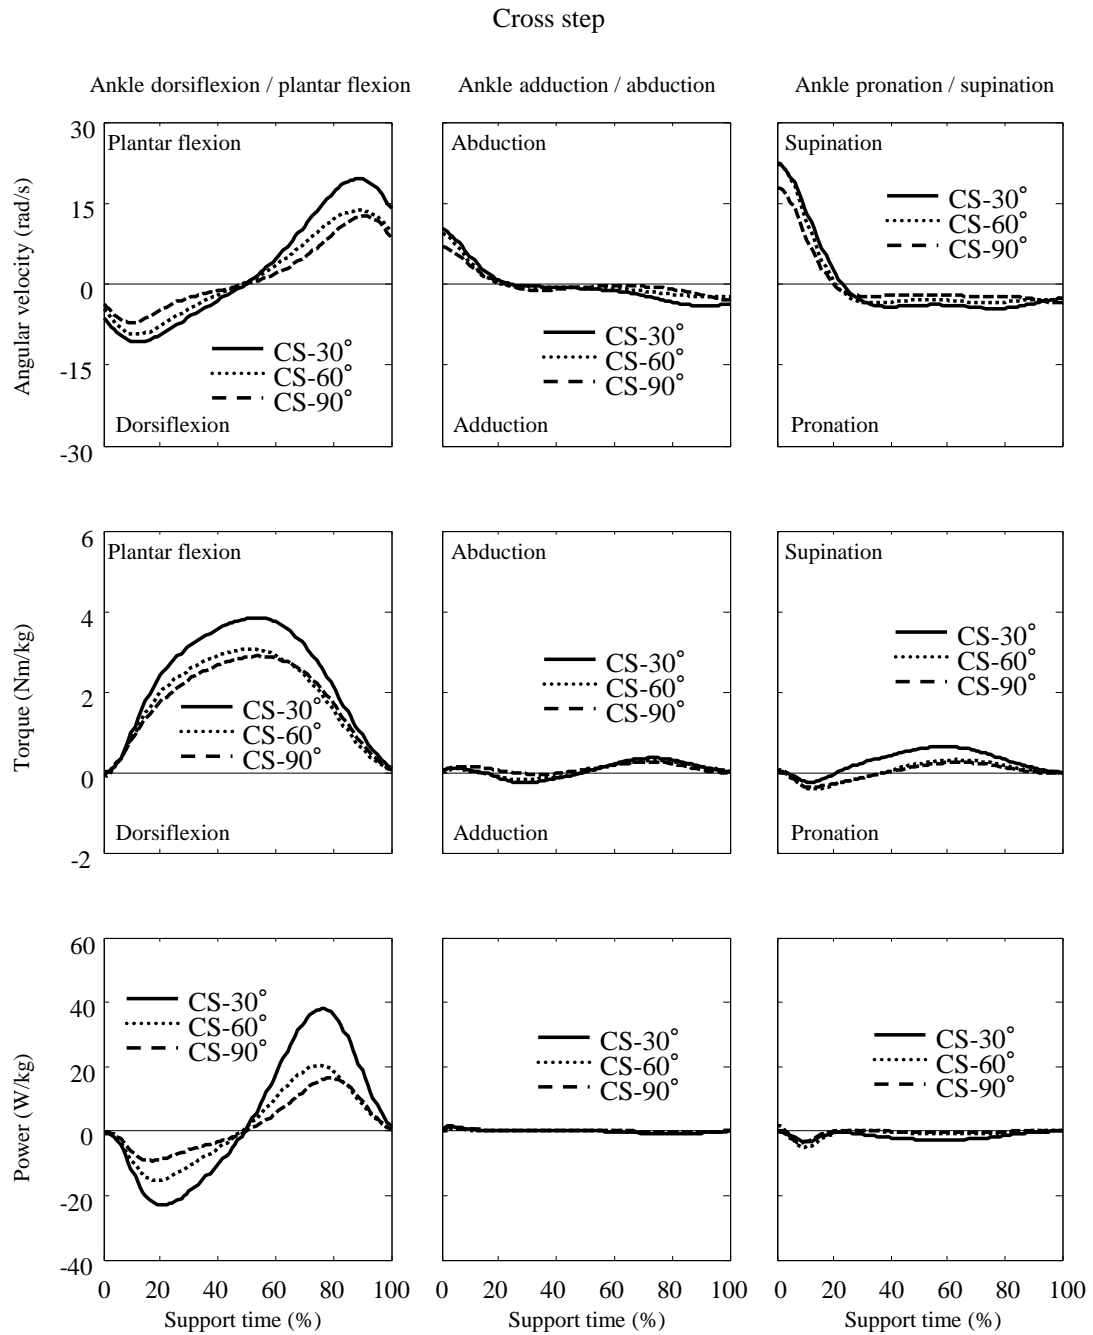 Cross step
Ankle dorsiflexion / plantar flexion
Ankle adduction / abduction
Ankle pronation / supination
Angular velocity (rad/s)
30
15
0
-15
-30
Plantar flexion
CS-30°
CS-60°
CS-90°
Dorsiflexion
Abduction
CS-30°
CS-60°
CS-90°
Adduction
Supination
CS-30°
CS-60°
CS-90°
Pronation
Torque (Nm/kg)
6
4
2
0
-2
Plantar flexion
CS-30°
CS-60°
CS-90°
Dorsiflexion
Abduction
CS-30°
CS-60°
CS-90°
Adduction
Supination
CS-30°
CS-60°
CS-90°
Pronation
Power (W/kg)
60
40
20
0
-20
-40
CS-30°
CS-60°
CS-90°
0 20 40 60 80 100
Support time (%)
CS-30°
CS-60°
CS-90°
0 20 40 60 80 100
Support time (%)
CS-30°
CS-60°
CS-90°
0 20 40 60 80 100
Support time (%)